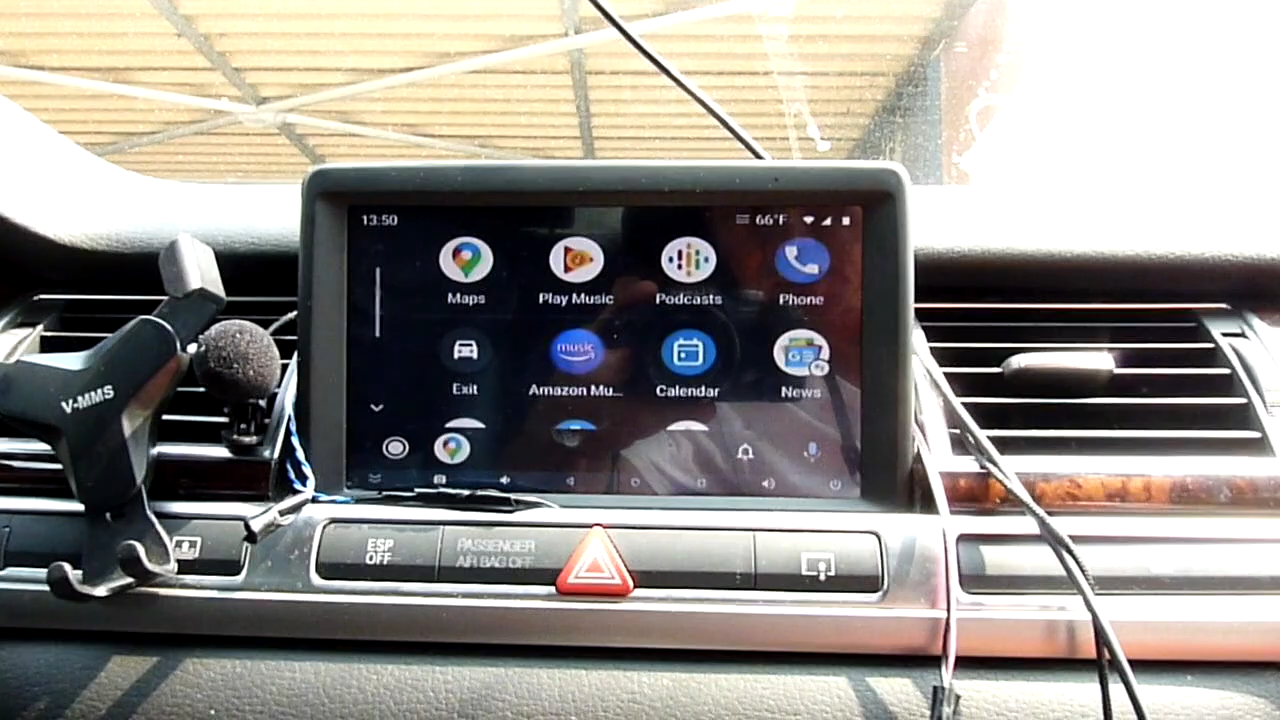 13:50 66°F
Maps Play Music Podcasts Phone
music GE
Exit Amazon Mu... Calendar News
V-MMS
ESP OFF
PASSENGER
AIR BAG OFF